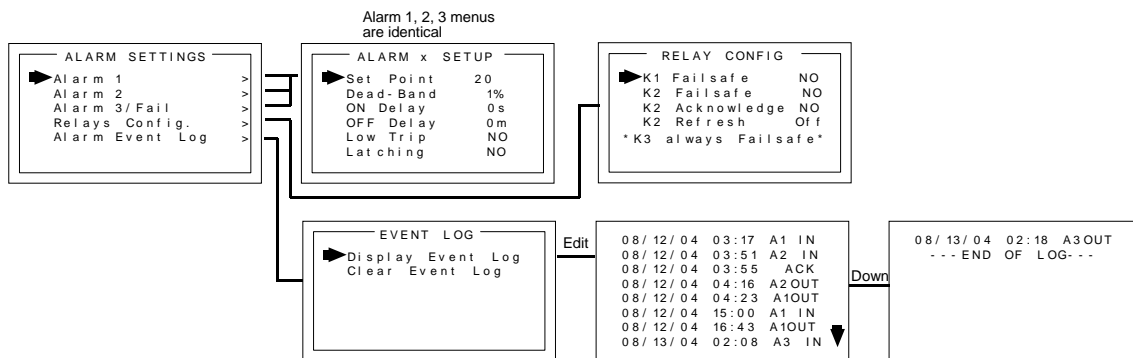 Alarm 1, 2, 3 menus
are identical
ALARM SETTINGS
Alarm 1 >
Alarm 2 >
Alarm 3/Fail >
Relays Config. >
Alarm Event Log >
ALARM x SETUP
Set Point 20
Dead-Band 1%
ON Delay 0s
OFF Delay 0m
Low Trip NO
Latching NO
RELAY CONFIG
K1 Failsafe NO
K2 Failsafe NO
K2 Acknowledge NO
K2 Refresh Off
*K3 always Failsafe*
EVENT LOG
Display Event Log
Clear Event Log
Edit
08/12/04 03:17 A1 IN
08/12/04 03:51 A2 IN
08/12/04 03:55 ACK
08/12/04 04:16 A2OUT
08/12/04 04:23 A1OUT
08/12/04 15:00 A1 IN
08/12/04 16:43 A1OUT
08/13/04 02:08 A3 IN
Down
08/13/04 02:18 A3OUT
---END OF LOG---